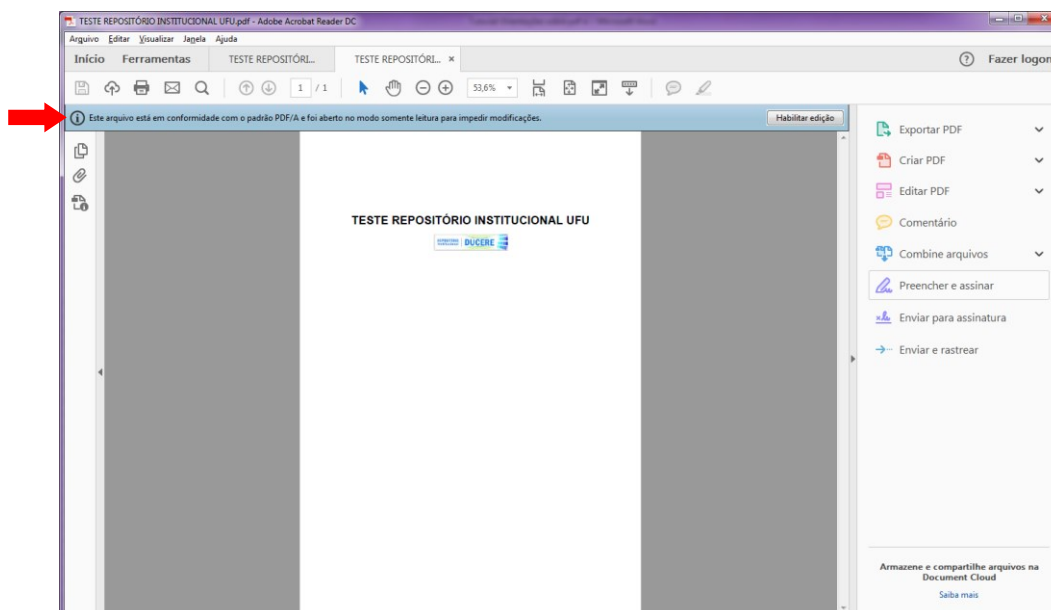 TESTE REPOSITÓRIO INSTITUCIONAL UFU.pdf - Adobe Acrobat Reader DC
Arquivo Editar Visualizar Janela Ajuda
Início Ferramentas TESTE REPOSITÓRI... TESTE REPOSITÓRI... × Fazer logon
1 / 1 53,6%
Este arquivo está em conformidade com o padrão PDF/A e foi aberto no modo somente leitura para impedir modificações. Habilitar edição
TESTE REPOSITÓRIO INSTITUCIONAL UFU
DUCERE
Exportar PDF
Criar PDF
Editar PDF
Comentário
Combine arquivos
Preencher e assinar
Enviar para assinatura
Enviar e rastrear
Armazene e compartilhe arquivos na
Document Cloud
Saiba mais